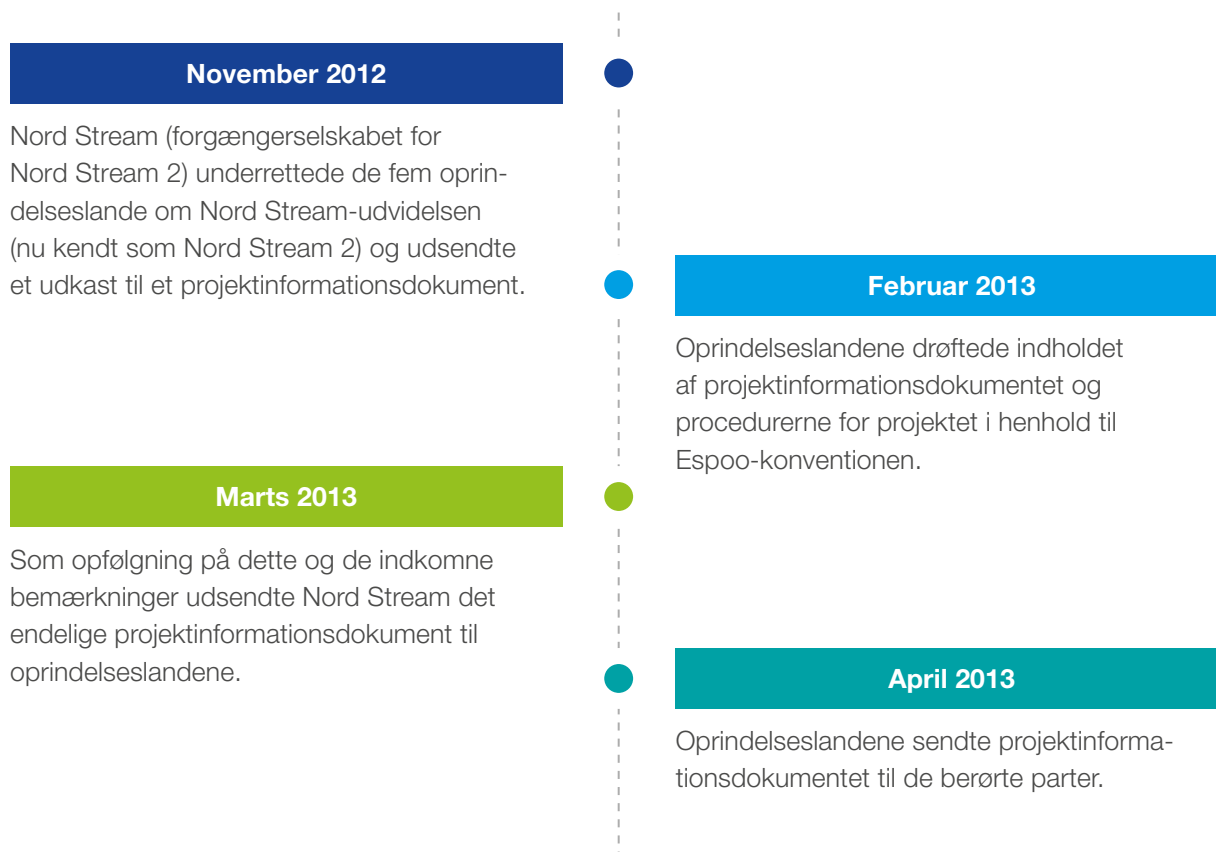 November 2012
Nord Stream (forgængerselskabet for
Nord Stream 2) underrettede de fem oprin-
delseslande om Nord Stream-udvidelsen
(nu kendt som Nord Stream 2) og udsendte
et udkast til et projektinformationsdokument.
Februar 2013
Oprindelseslandene drøftede indholdet
af projektinformationsdokumentet og
procedurerne for projektet i henhold til
Espoo-konventionen.
Marts 2013
Som opfølgning på dette og de indkomne
bemærkninger udsendte Nord Stream det
endelige projektinformationsdokument til
oprindelseslandene.
April 2013
Oprindelseslandene sendte projektinforma-
tionsdokumentet til de berørte parter.